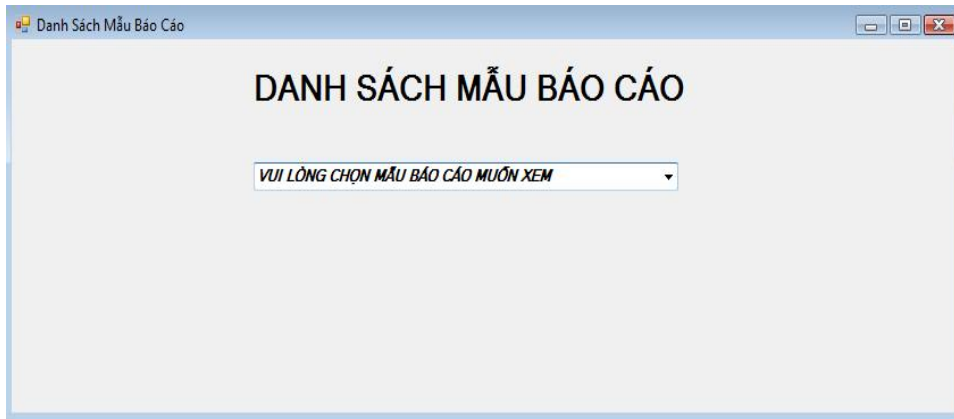 Danh Sách Mẫu Báo Cáo
DANH SÁCH MẪU BÁO CÁO
VUI LÒNG CHỌN MẪU BÁO CÁO MUỐN XEM